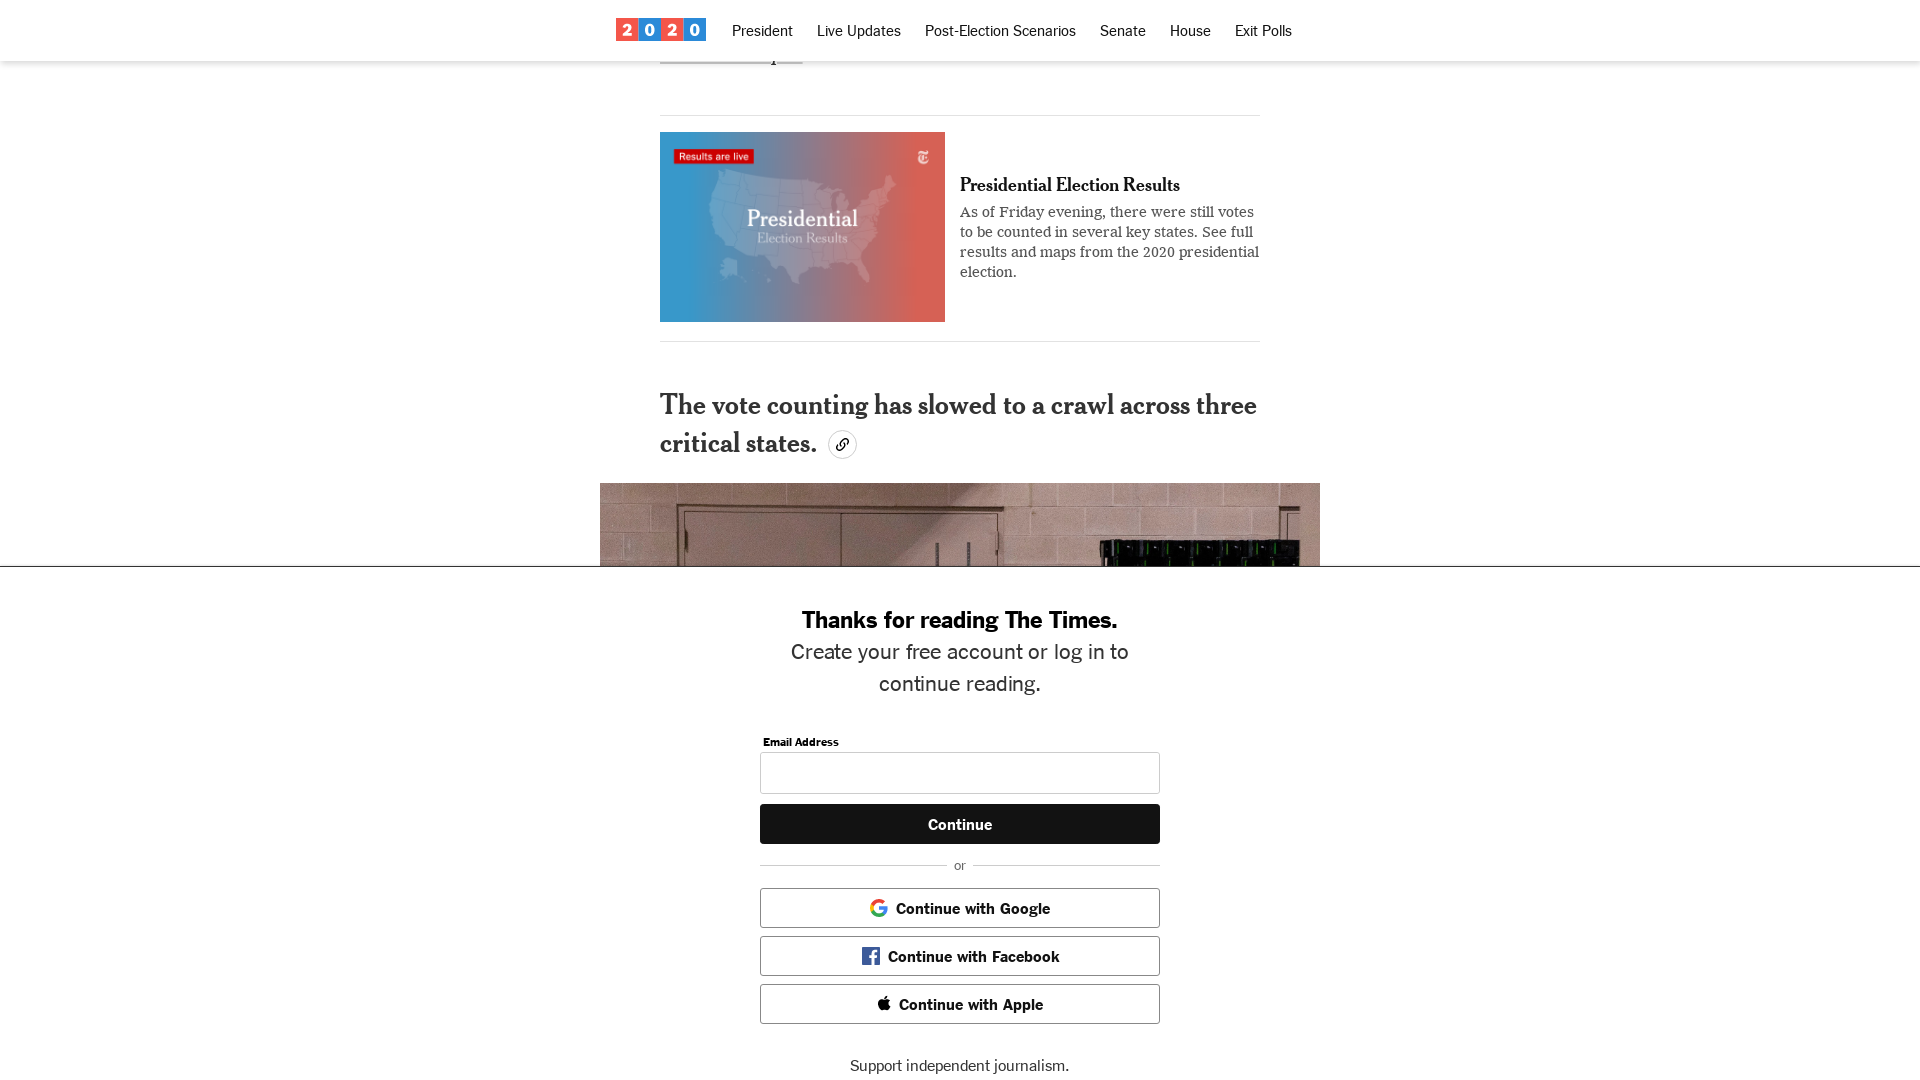 2020
President
Live Updates
Post-Election Scenarios
Senate
House
Exit Polls
Results are live
Presidential
Election Results
Presidential Election Results
As of Friday evening, there were still votes
to be counted in several key states. See full
results and maps from the 2020 presidential
election.
The vote counting has slowed to a crawl across three
critical states.
Thanks for reading The Times.
Create your free account or log in to
continue reading.
Email Address
Continue
or
Continue with Google
Continue with Facebook
Continue with Apple
Support independent journalism.